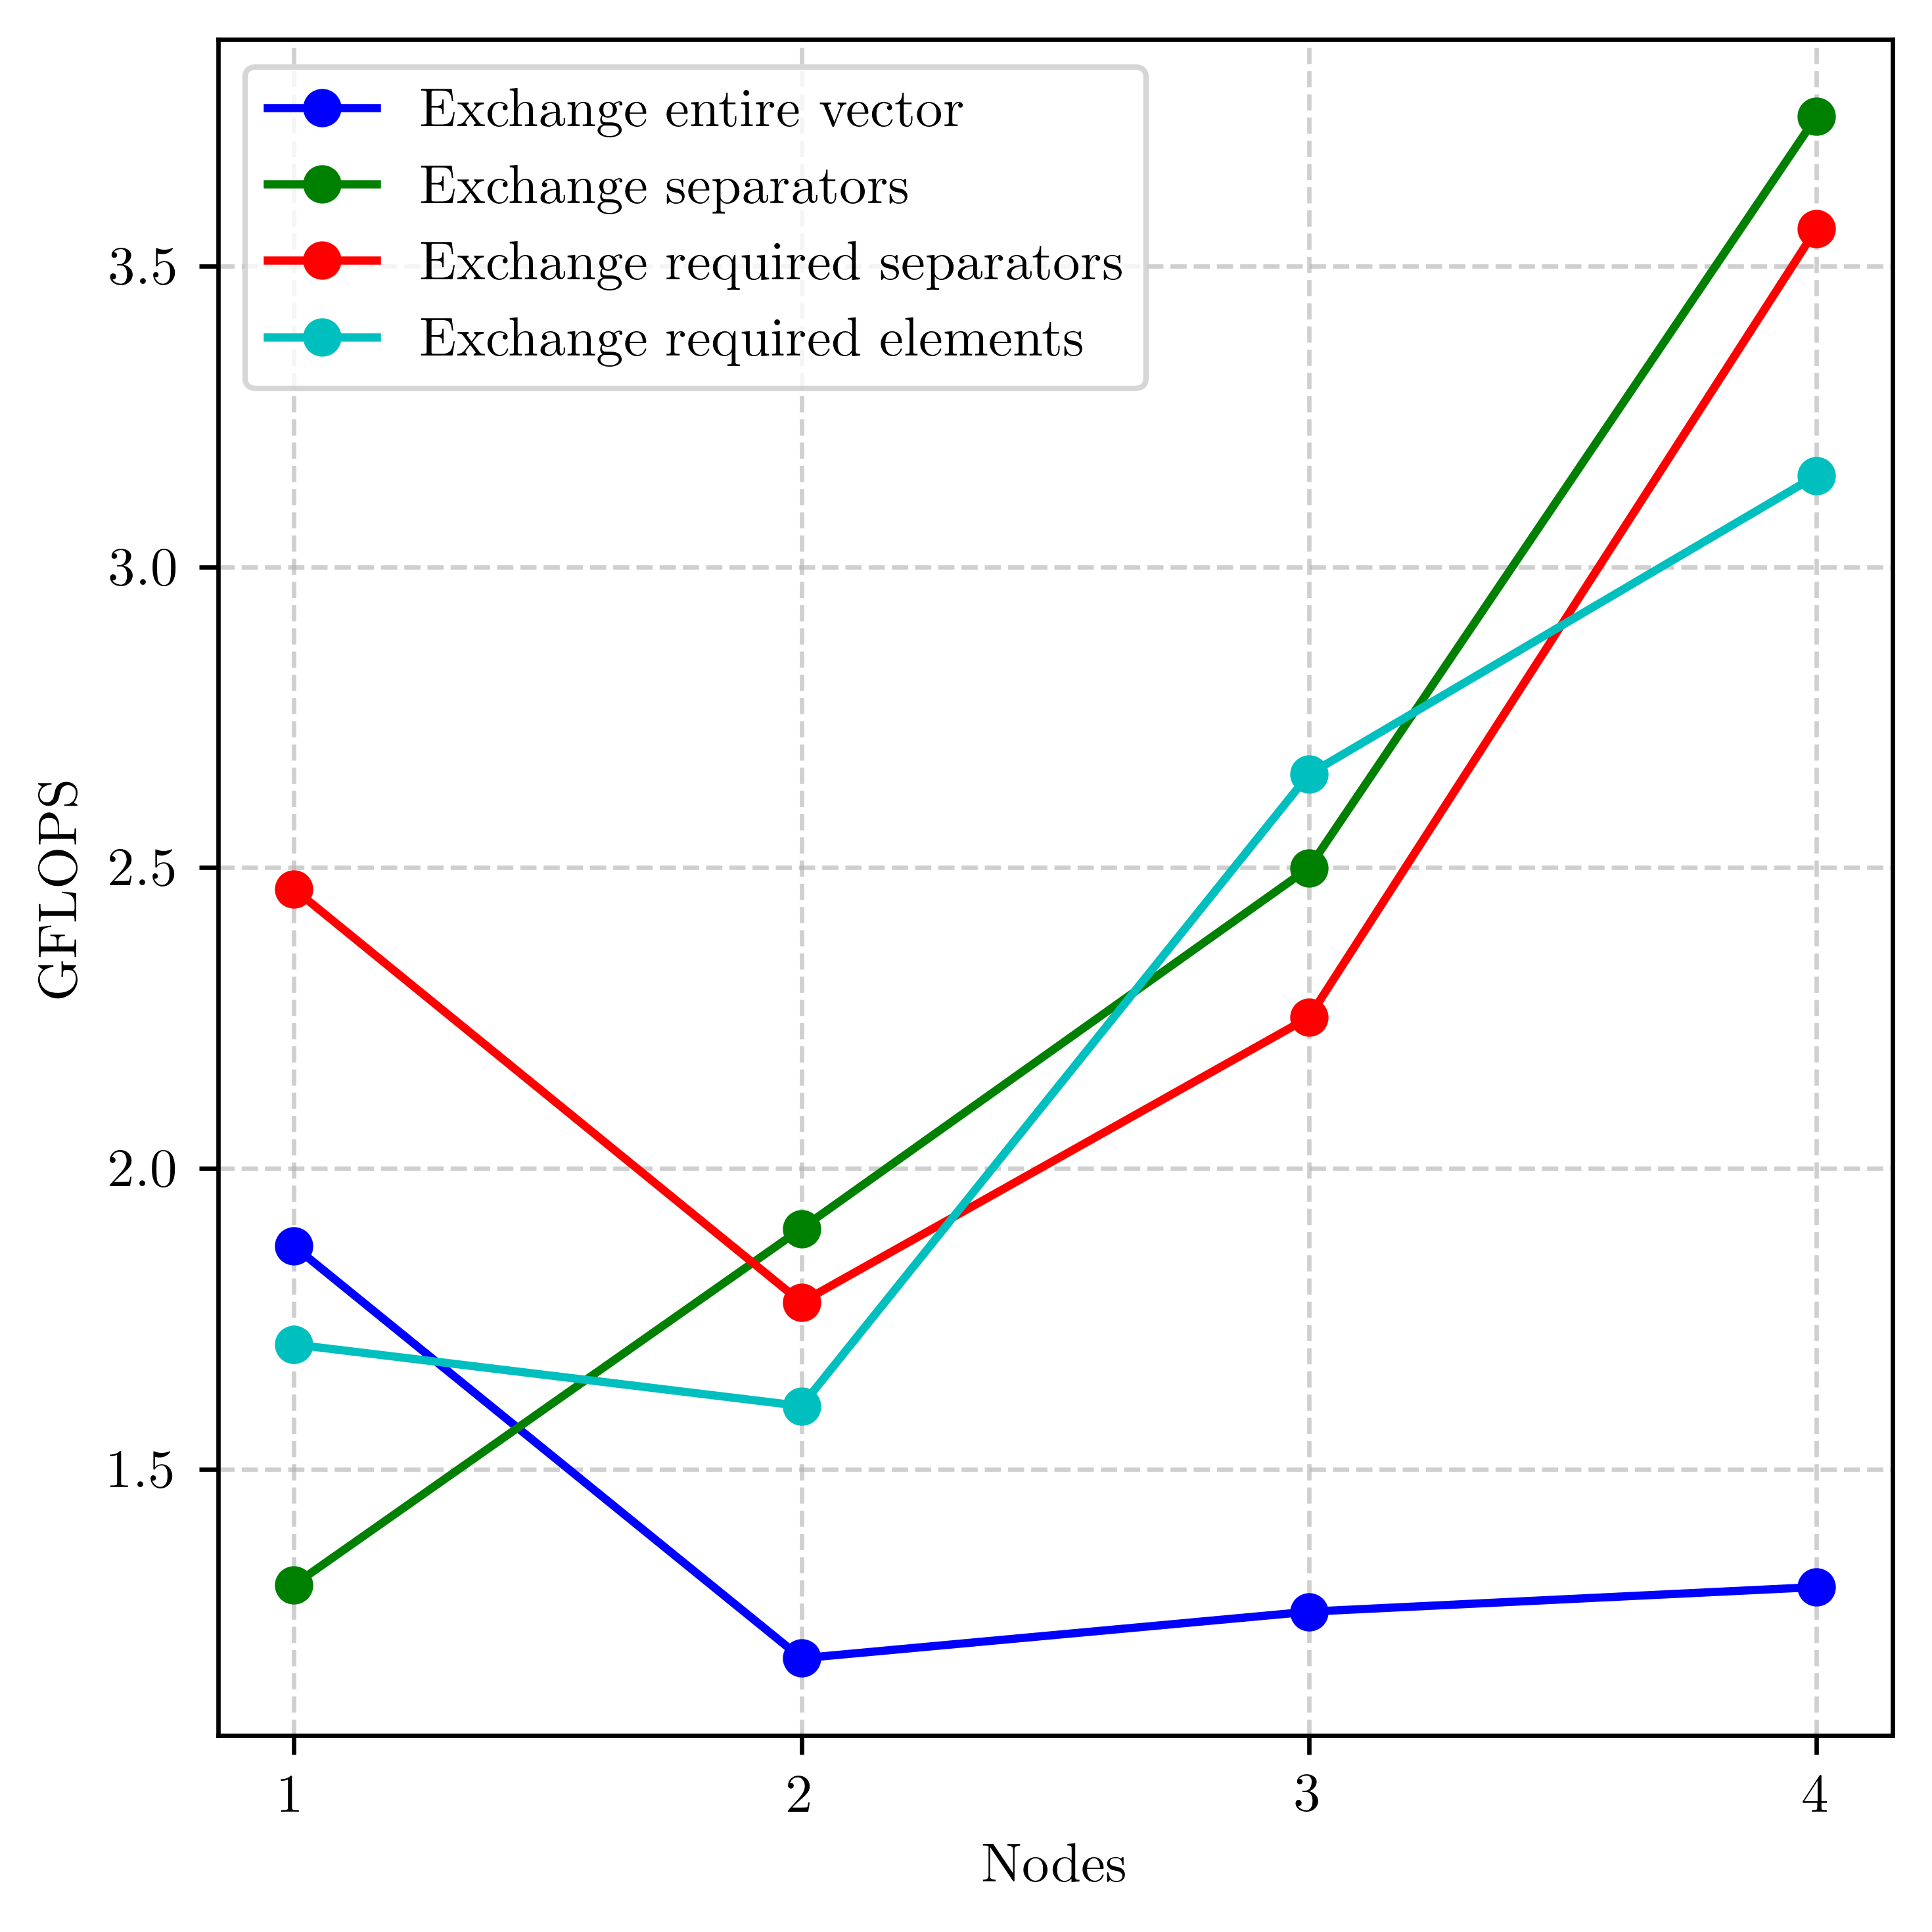 Exchange entire vector
Exchange separators
Exchange required separators
Exchange required elements
3.5
3.0
2.5
2.0
1.5
GFLOPS
1 2 3 4
Nodes